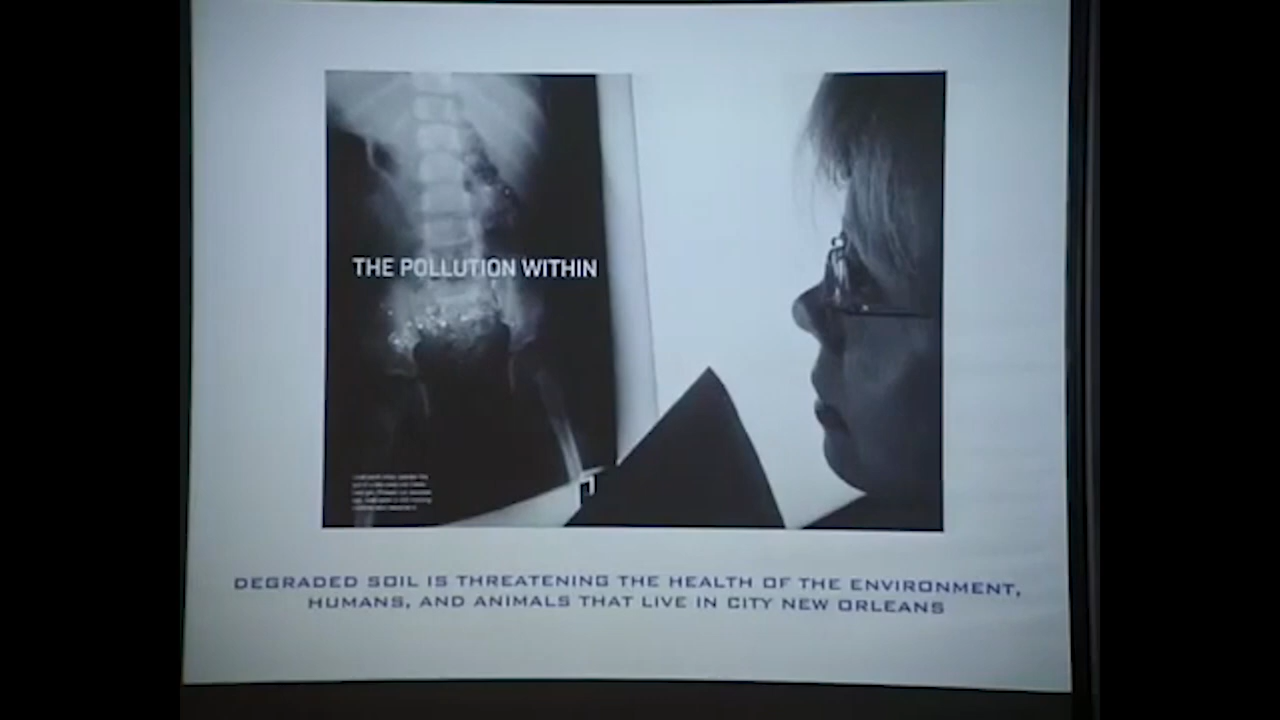 THE POLLUTION WITHIN
DEGRADED SOIL IS THREATENING THE HEALTH OF THE ENVIRONMENT,
HUMANS, AND ANIMALS THAT LIVE IN CITY NEW ORLEANS